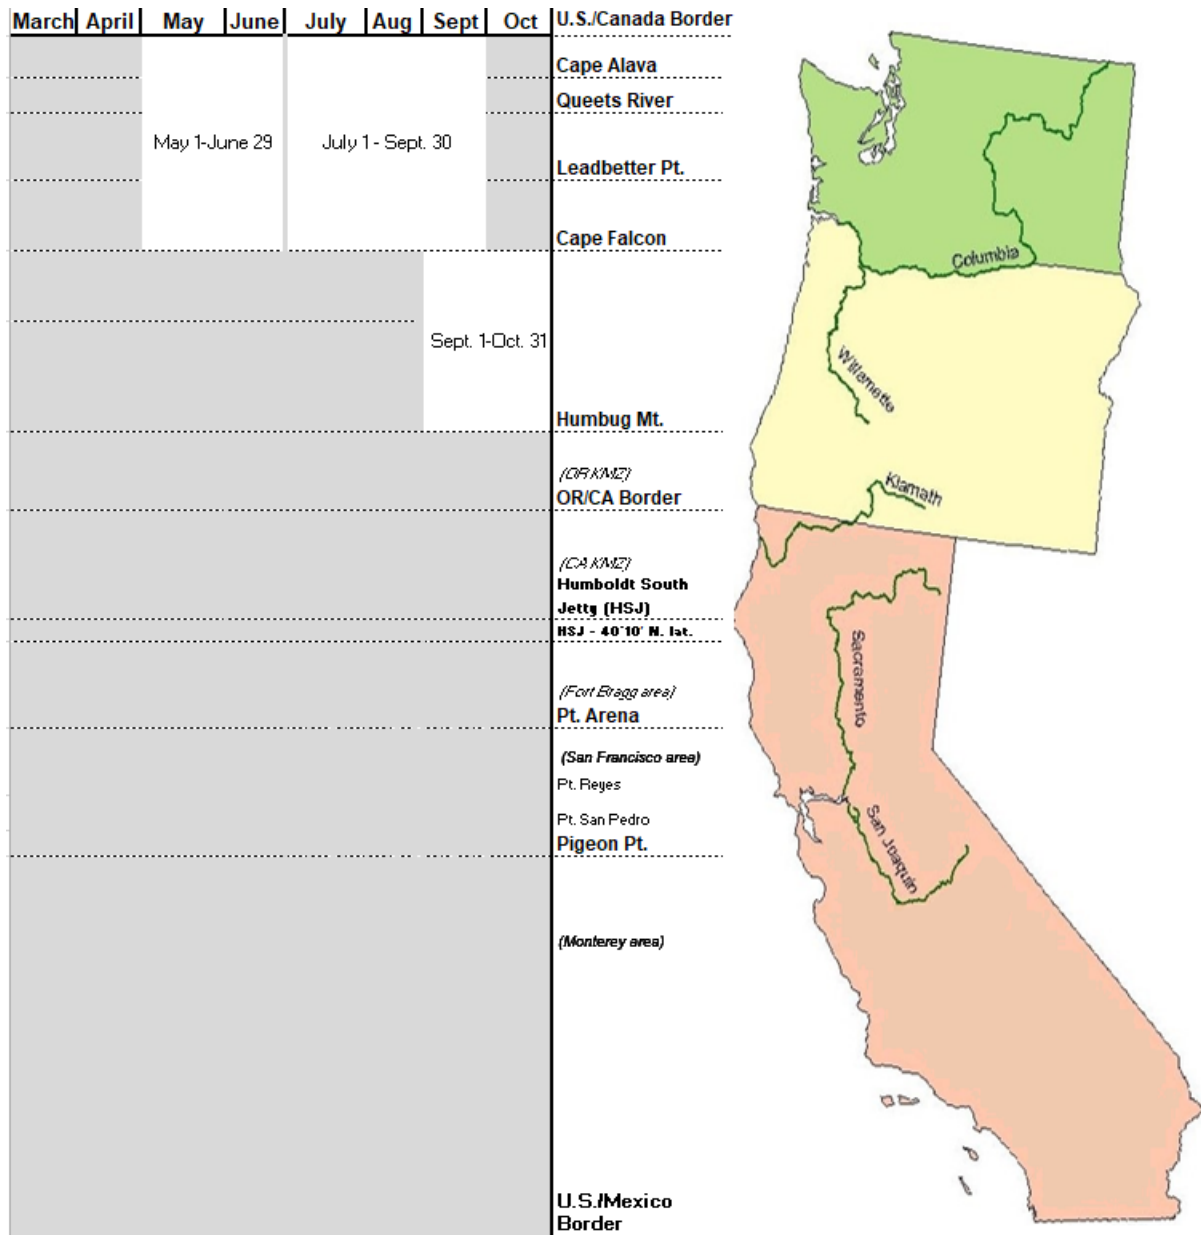 March April May June July Aug Sept Oct U.S./Canada Border
Cape Alava
Queets River
May 1-June 29 July 1 - Sept. 30
Leadbetter Pt.
Cape Falcon
Sept. 1-Oct. 31
Humbug Mt.
(OR KMZ)
OR/CA Border
(CA KMZ)
Humboldt South
Jetty (HSJ)
HSJ - 40°10' N. lat.
(Fort Bragg area)
Pt. Arena
(San Francisco area)
Pt. Reyes
Pt. San Pedro
Pigeon Pt.
(Monterey area)
U.S./Mexico
Border
Columbia
Willamette
Klamath
Sacramento
San Joaquin